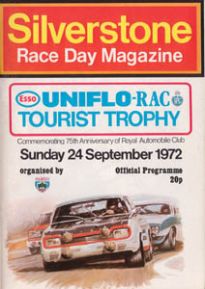 Silverstone
Race Day Magazine
Esso UNIFLO-RAC
TOURIST TROPHY
Commemorating 75th Anniversary of Royal Automobile Club
Sunday 24 September 1972
organised by Official Programme
20p